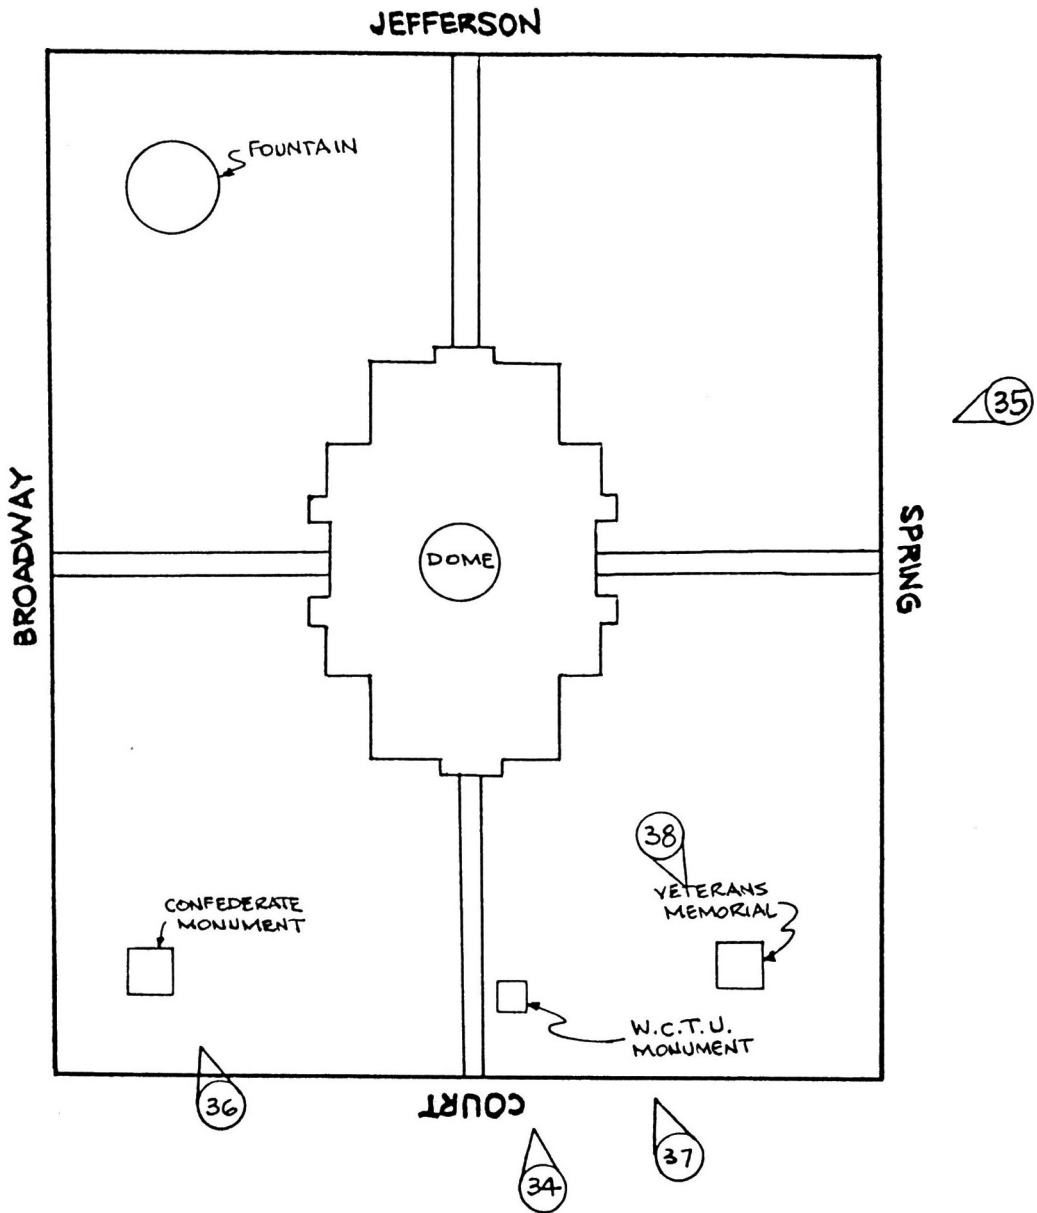 JEFFERSON
FOUNTAIN
35
BROADWAY
DOME
SPRING
38
VETERANS
MEMORIAL
CONFEDERATE
MONUMENT
W.C.T.U.
MONUMENT
36
COURT
37
34